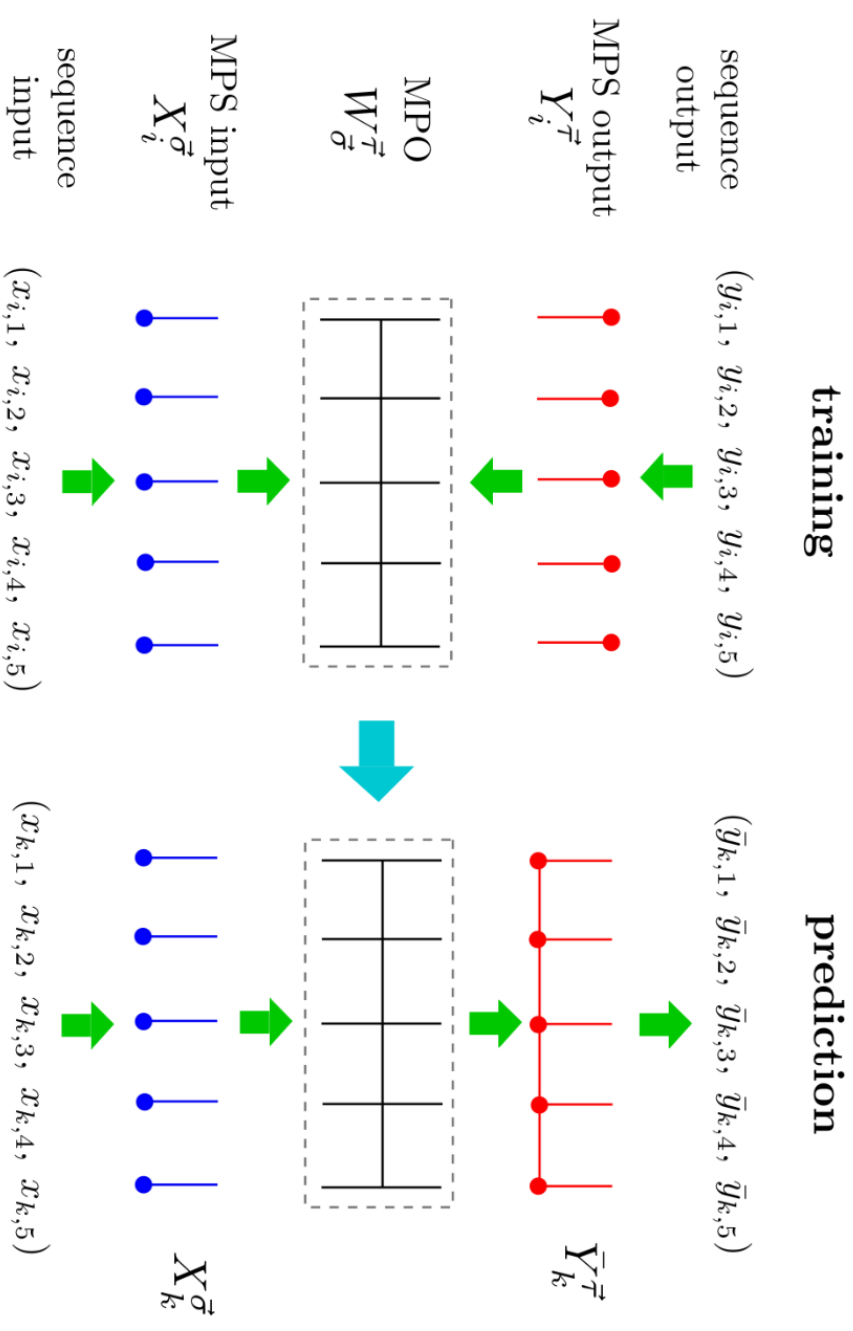 training
prediction
sequence
output
(y_{i,1}, y_{i,2}, y_{i,3}, y_{i,4}, y_{i,5})
(ȳ_{k,1}, ȳ_{k,2}, ȳ_{k,3}, ȳ_{k,4}, ȳ_{k,5})
MPS output
Y_i^{τ⃗}
Ȳ_k^{τ⃗}
MPO
W_{σ⃗}^{τ⃗}
MPS input
X_i^{σ⃗}
X_k^{σ⃗}
sequence
input
(x_{i,1}, x_{i,2}, x_{i,3}, x_{i,4}, x_{i,5})
(x_{k,1}, x_{k,2}, x_{k,3}, x_{k,4}, x_{k,5})